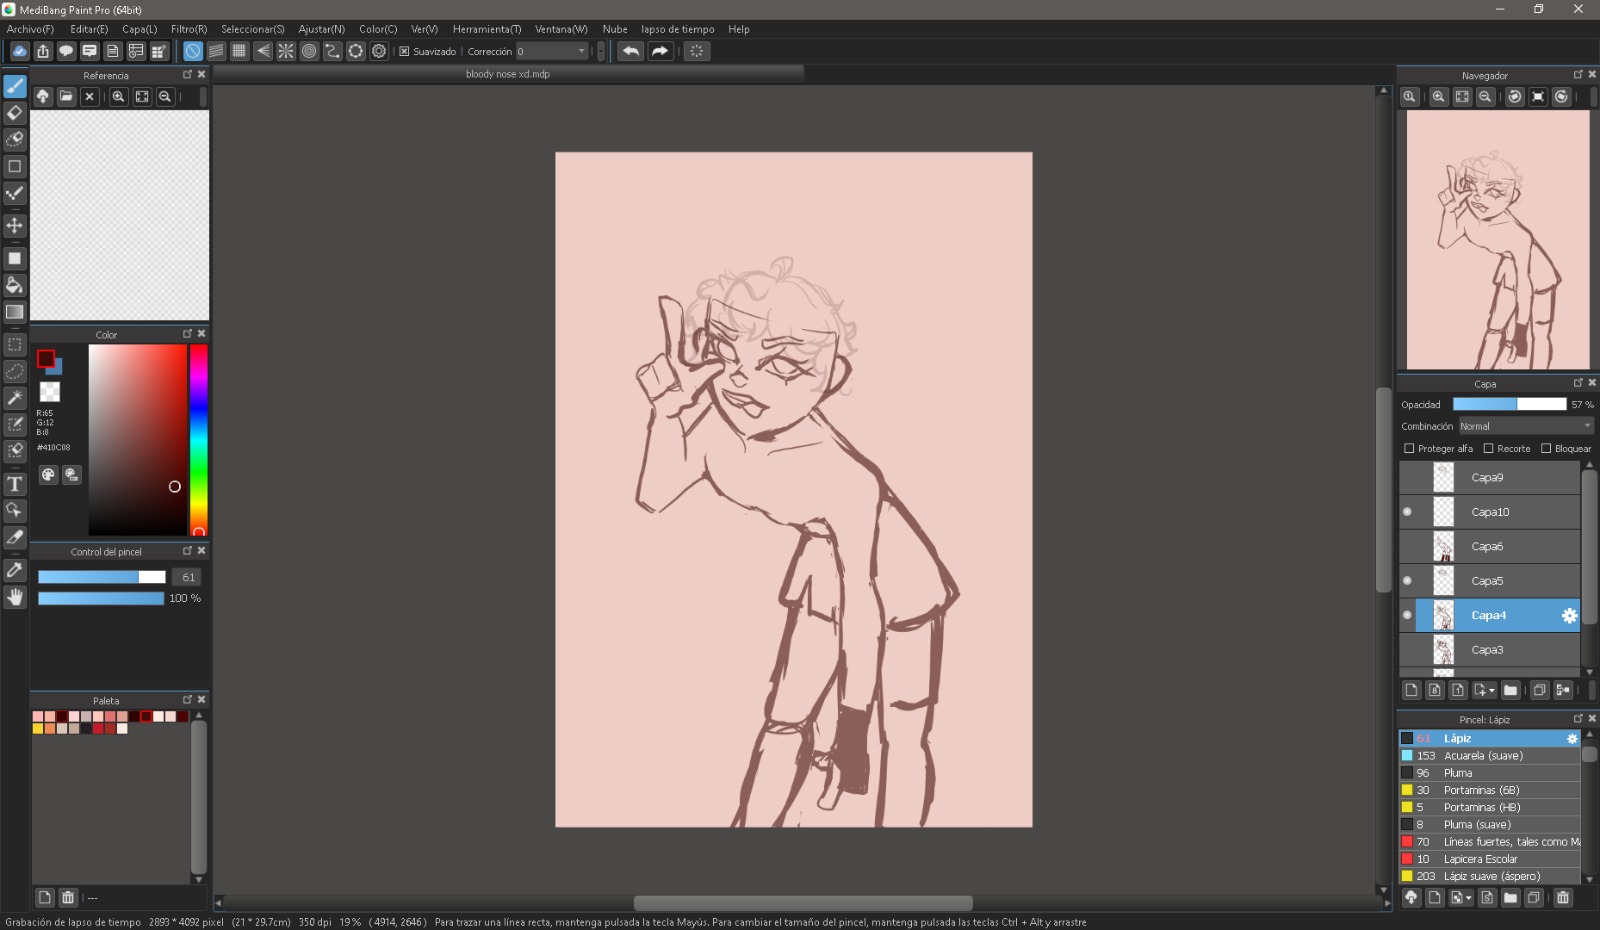 MediBang Paint Pro (64bit)
Archivo(F) Editar(E) Capa(L) Filtro(R) Seleccionar(S) Ajustar(N) Color(C) Ver(V) Herramienta(T) Ventana(W) Nube lapso de tiempo Help
Suavizado Corrección 0
Referencia
bloody nose xd.mdp
Navegador
Color
R:65
G:12
B:8
#410C08
Control del pincel
61
100 %
Paleta
---
Capa
Opacidad 57 %
Combinación Normal
Proteger alfa Recorte Bloquear
Capa9
Capa10
Capa6
Capa5
Capa4
Capa3
Pincel: Lápiz
61 Lápiz
153 Acuarela (suave)
96 Pluma
30 Portaminas (6B)
5 Portaminas (HB)
8 Pluma (suave)
70 Líneas fuertes, tales como Ma
10 Lapicera Escolar
203 Lápiz suave (áspero)
Grabación de lapso de tiempo 2893 * 4092 pixel (21 * 29.7cm) 350 dpi 19 % ( 4914, 2646 ) Para trazar una línea recta, mantenga pulsada la tecla Mayús. Para cambiar el tamaño del pincel, mantenga pulsadas las teclas Ctrl + Alt y arrastre